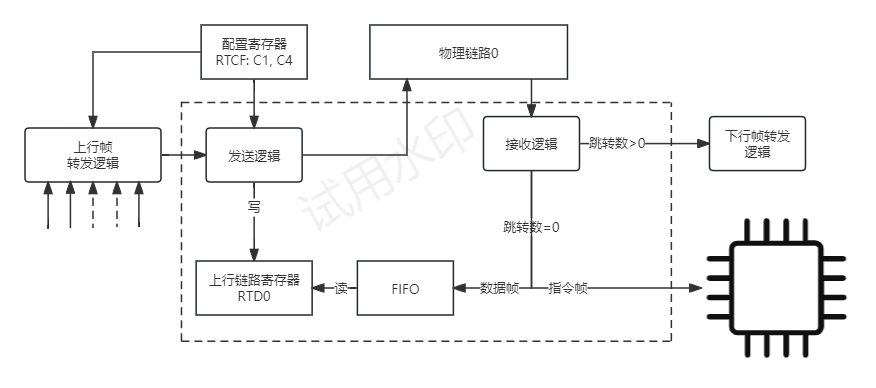 配置寄存器
RTCF: C1, C4
物理链路0
上行帧
转发逻辑
发送逻辑
接收逻辑
跳转数>0
下行帧转发
逻辑
写
跳转数=0
上行链路寄存器
RTD0
读
FIFO
数据帧
指令帧
试用水印